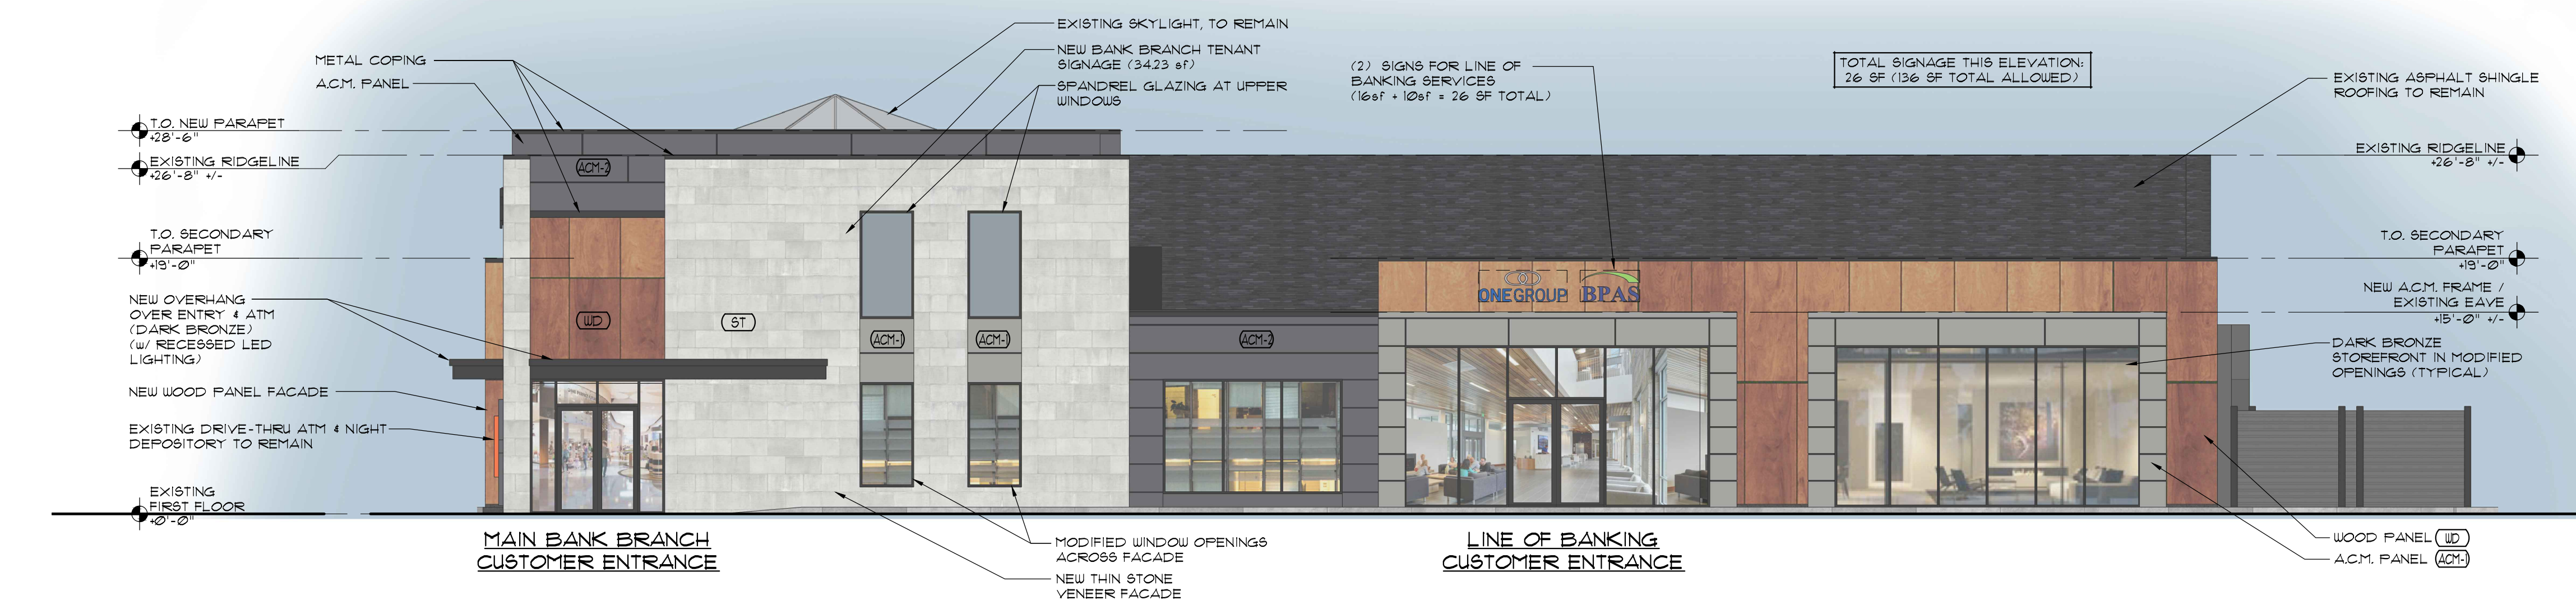 EXISTING SKYLIGHT, TO REMAIN
NEW BANK BRANCH TENANT
SIGNAGE (34.23 sf)
SPANDREL GLAZING AT UPPER
WINDOWS
METAL COPING
A.C.M. PANEL
(2) SIGNS FOR LINE OF
BANKING SERVICES
(16sf + 10sf = 26 SF TOTAL)
TOTAL SIGNAGE THIS ELEVATION:
26 SF (136 SF TOTAL ALLOWED)
EXISTING ASPHALT SHINGLE
ROOFING TO REMAIN
T.O. NEW PARAPET
+28'-6"
EXISTING RIDGELINE
+26'-8" +/-
EXISTING RIDGELINE
+26'-8" +/-
ACM-2
T.O. SECONDARY
PARAPET
+19'-0"
T.O. SECONDARY
PARAPET
+19'-0"
ONEGROUP
BPAS
NEW A.C.M. FRAME /
EXISTING EAVE
+15'-0" +/-
NEW OVERHANG
OVER ENTRY & ATM
(DARK BRONZE)
(w/ RECESSED LED
LIGHTING)
WD
ST
ACM-1
ACM-1
ACM-2
DARK BRONZE
STOREFRONT IN MODIFIED
OPENINGS (TYPICAL)
NEW WOOD PANEL FACADE
EXISTING DRIVE-THRU ATM & NIGHT
DEPOSITORY TO REMAIN
EXISTING
FIRST FLOOR
+0'-0"
MAIN BANK BRANCH
CUSTOMER ENTRANCE
MODIFIED WINDOW OPENINGS
ACROSS FACADE
NEW THIN STONE
VENEER FACADE
LINE OF BANKING
CUSTOMER ENTRANCE
WOOD PANEL WD
A.C.M. PANEL ACM-1